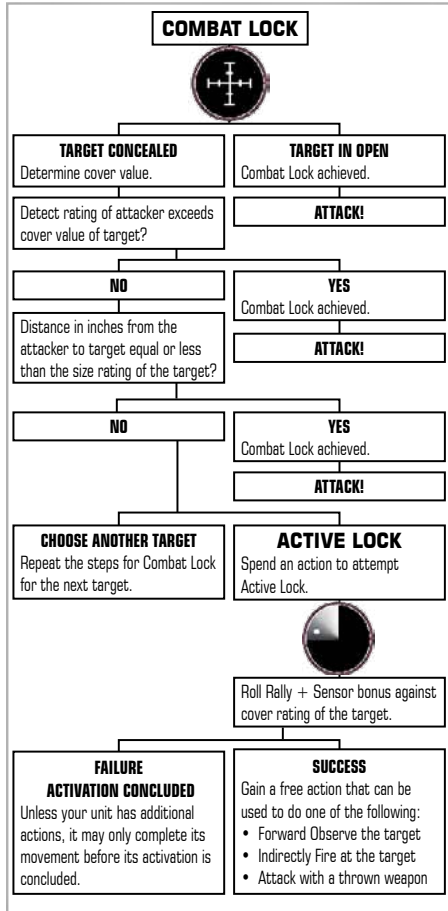 COMBAT LOCK
TARGET CONCEALED
Determine cover value.
TARGET IN OPEN
Combat Lock achieved.
Detect rating of attacker exceeds
cover value of target?
ATTACK!
NO
YES
Combat Lock achieved.
Distance in inches from the
attacker to target equal or less
than the size rating of the target?
ATTACK!
NO
YES
Combat Lock achieved.
ATTACK!
CHOOSE ANOTHER TARGET
Repeat the steps for Combat Lock
for the next target.
ACTIVE LOCK
Spend an action to attempt
Active Lock.
Roll Rally + Sensor bonus against
cover rating of the target.
FAILURE
ACTIVATION CONCLUDED
Unless your unit has additional
actions, it may only complete its
movement before its activation is
concluded.
SUCCESS
Gain a free action that can be
used to do one of the following:
• Forward Observe the target
• Indirectly Fire at the target
• Attack with a thrown weapon